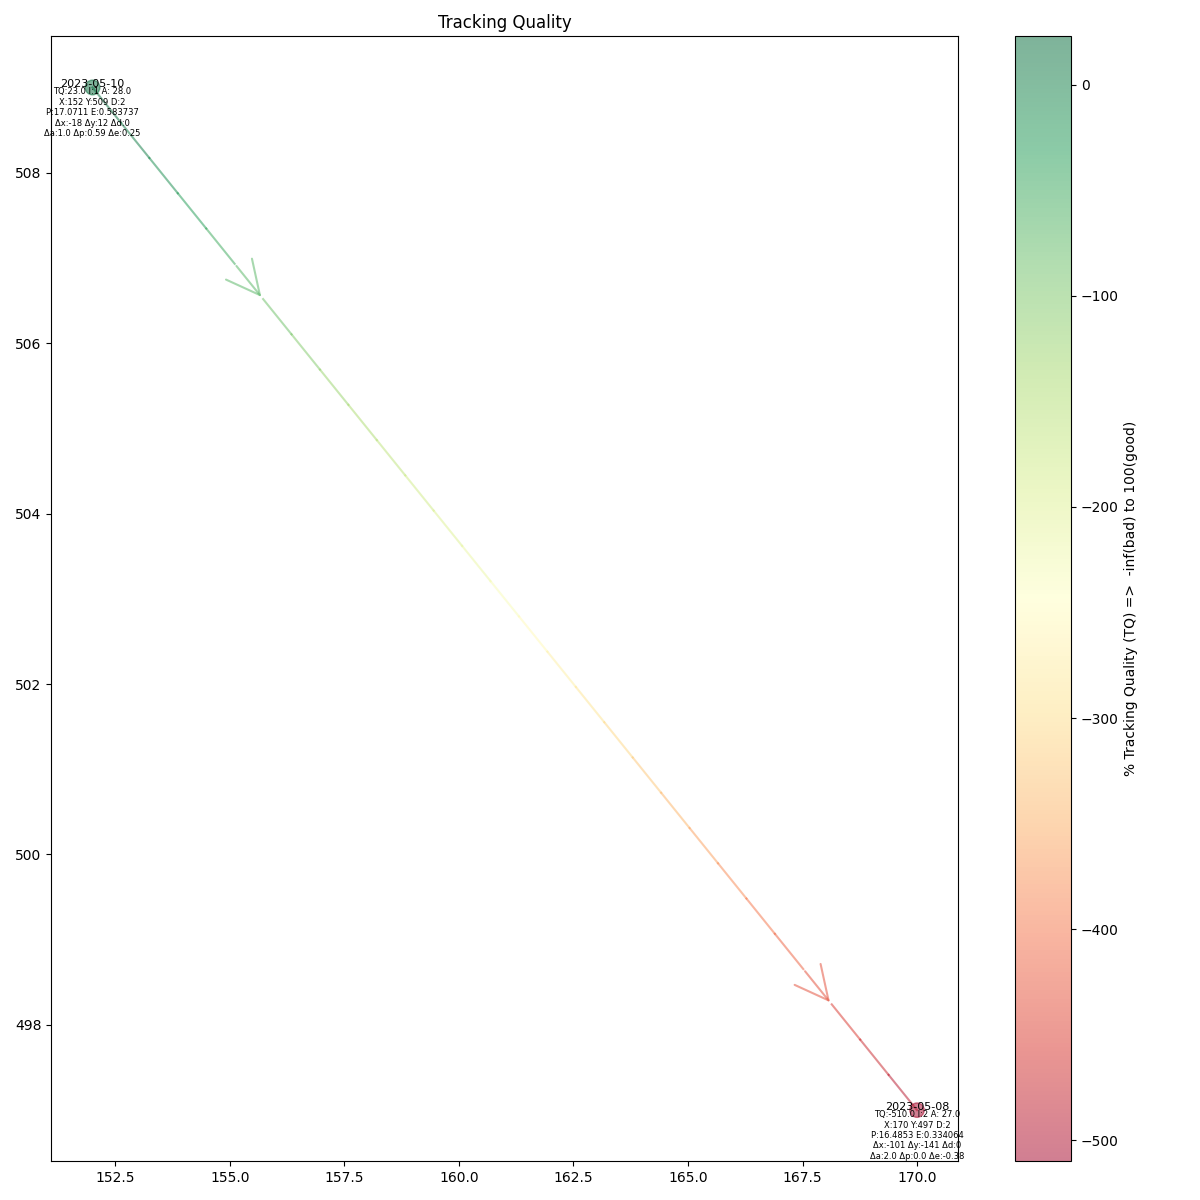 Tracking Quality
2023-05-10
A: 28.0
X:152 Y:509 D:2
P:17.0711 E:0.583737
Δx:-18 Δy:12 Δd:0
Δa:1.0 Δp:0.59 Δe:0.25
508
506
504
502
500
498
2023-05-08
A: 27.0
X:170 Y:497 D:2
P:16.4853 E:0.334064
Δx:-101 Δy:-141 Δd:0
Δa:2.0 Δp:0.0 Δe:-0.38
152.5 155.0 157.5 160.0 162.5 165.0 167.5 170.0
0
−100
−200
−300
−400
−500
% Tracking Quality (TQ) => -inf(bad) to 100(good)